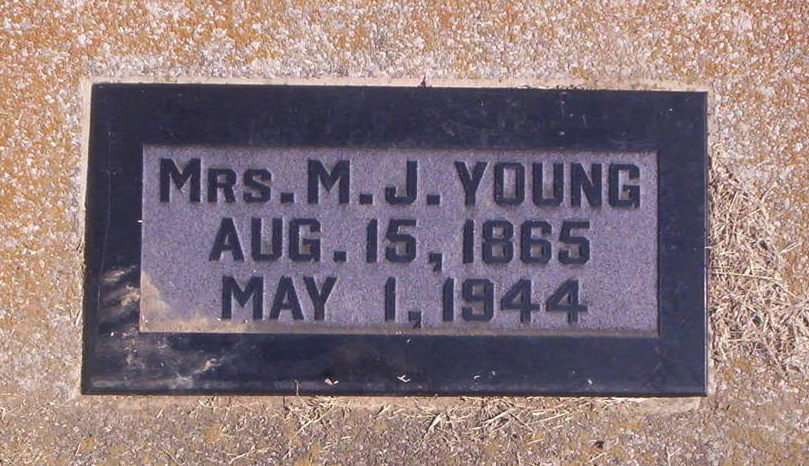 Mrs. M. J. YOUNG
AUG. 15, 1865
MAY 1, 1944